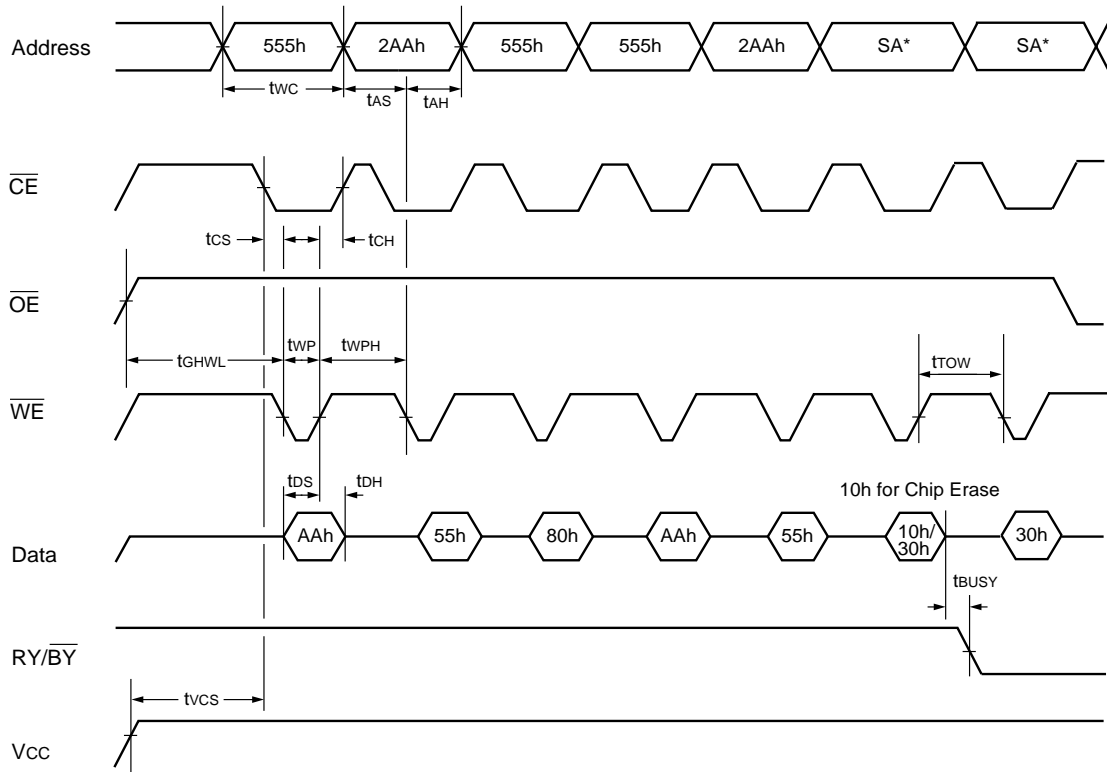 Address 555h 2AAh 555h 555h 2AAh SA* SA*
tWC tAS tAH
CE
tCS tCH
OE
tGHWL tWP tWPH tTOW
WE
tDS tDH
10h for Chip Erase
Data AAh 55h 80h AAh 55h 10h/ 30h 30h
tBUSY
RY/BY
tVCS
VCC